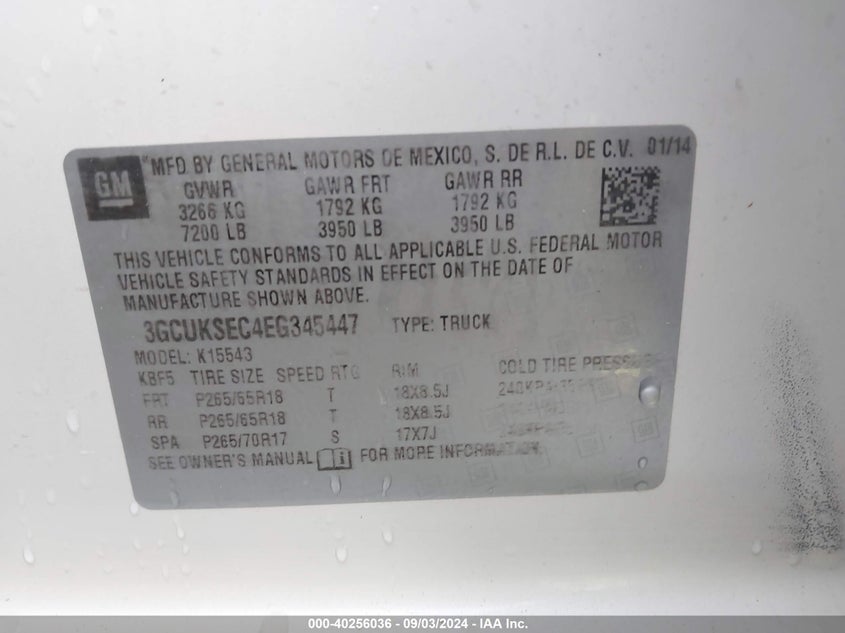 GM
"MFD BY GENERAL MOTORS DE MEXICO, S. DE R.L. DE C.V. 01/14
GVWR GAWR FRT GAWR RR
3266 KG 1792 KG 1792 KG
7200 LB 3950 LB 3950 LB
THIS VEHICLE CONFORMS TO ALL APPLICABLE U.S. FEDERAL MOTOR
VEHICLE SAFETY STANDARDS IN EFFECT ON THE DATE OF
MANUFACTURE SHOWN ABOVE.
3GCUKSEC4EG345447 TYPE: TRUCK
MODEL: K15543
KBF5 TIRE SIZE SPEED RTG RIM COLD TIRE PRESSURE
FRT P265/65R18 T 18X8.5J
RR P265/65R18 T 18X8.5J
SPA P265/70R17 S 17X7J
SEE OWNER'S MANUAL FOR MORE INFORMATION.
000-40256036 - 09/03/2024 - IAA Inc.